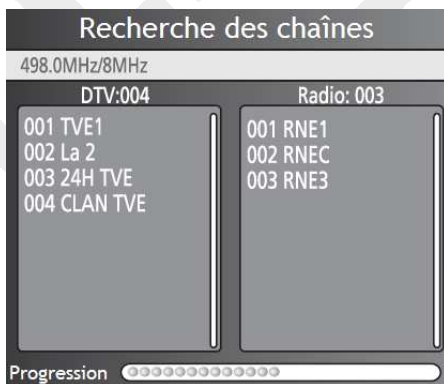 Recherche des chaînes
498.0MHz/8MHz
DTV:004
001 TVE1
002 La 2
003 24H TVE
004 CLAN TVE
Radio: 003
001 RNE1
002 RNEC
003 RNE3
Progression